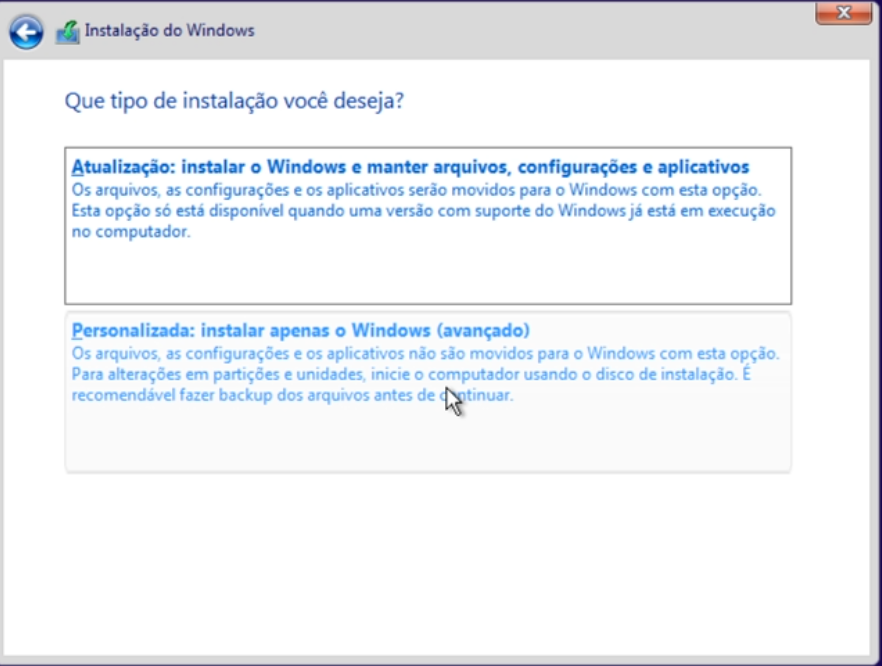 Instalação do Windows
Que tipo de instalação você deseja?
Atualização: instalar o Windows e manter arquivos, configurações e aplicativos
Os arquivos, as configurações e os aplicativos serão movidos para o Windows com esta opção.
Esta opção só está disponível quando uma versão com suporte do Windows já está em execução
no computador.
Personalizada: instalar apenas o Windows (avançado)
Os arquivos, as configurações e os aplicativos não são movidos para o Windows com esta opção.
Para alterações em partições e unidades, inicie o computador usando o disco de instalação. É
recomendável fazer backup dos arquivos antes de continuar.